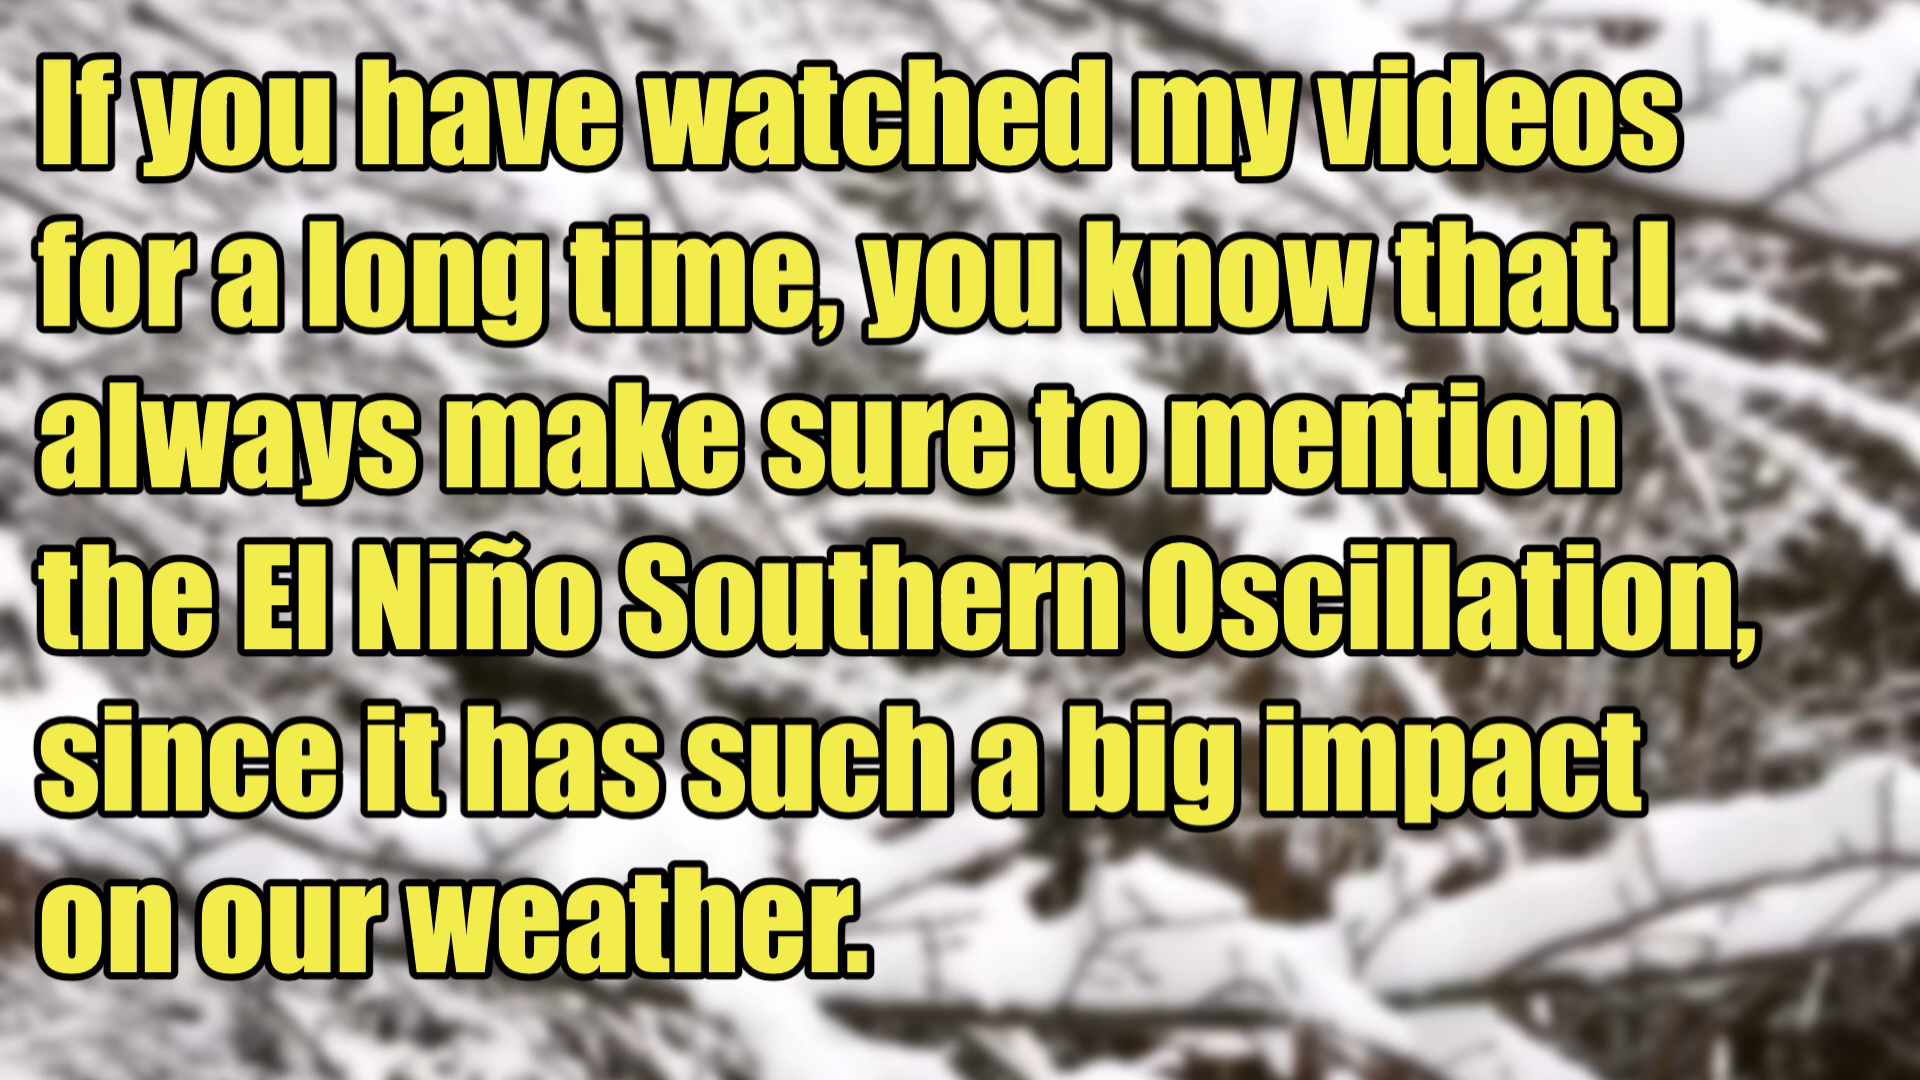 If you have watched my videos
for a long time, you know that I
always make sure to mention
the El Niño Southern Oscillation,
since it has such a big impact
on our weather.